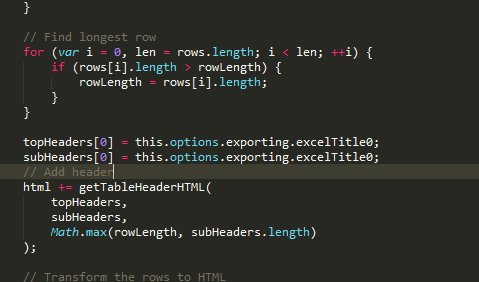 }
// Find longest row
for (var i = 0, len = rows.length; i < len; ++i) {
if (rows[i].length > rowLength) {
rowLength = rows[i].length;
}
}
topHeaders[0] = this.options.exporting.excelTitle0;
subHeaders[0] = this.options.exporting.excelTitle0;
// Add header
html += getTableHeaderHTML(
topHeaders,
subHeaders,
Math.max(rowLength, subHeaders.length)
);
// Transform the rows to HTML